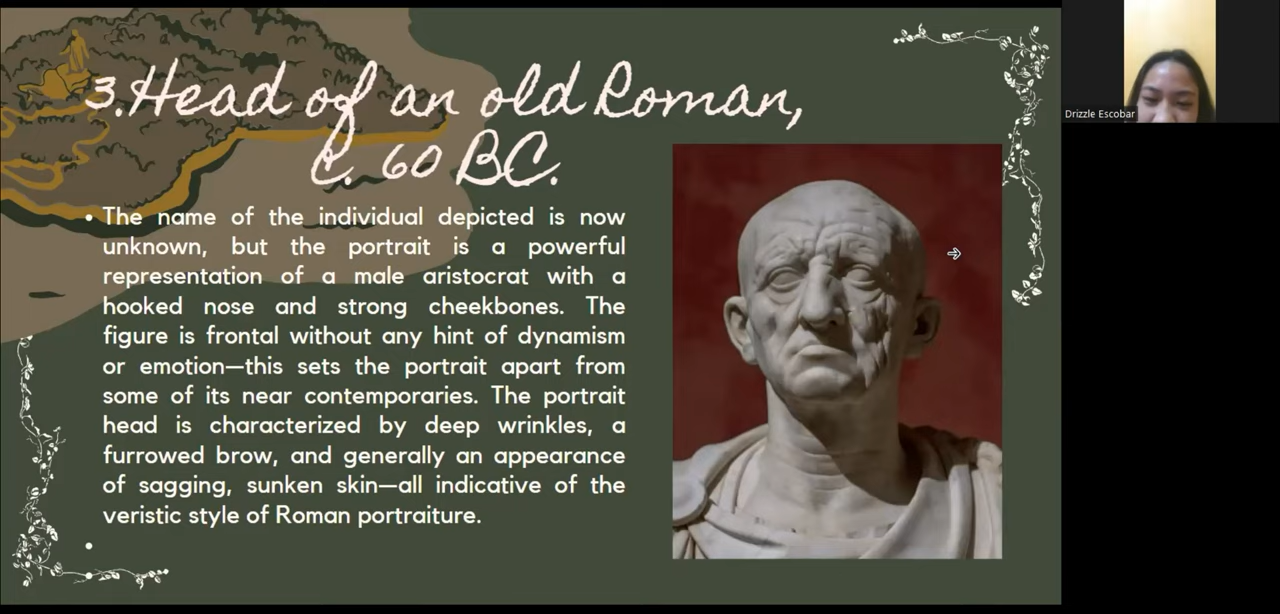 3.Head of an old Roman,
C. 60 BC.
• The name of the individual depicted is now
unknown, but the portrait is a powerful
representation of a male aristocrat with a
hooked nose and strong cheekbones. The
figure is frontal without any hint of dynamism
or emotion—this sets the portrait apart from
some of its near contemporaries. The portrait
head is characterized by deep wrinkles, a
furrowed brow, and generally an appearance
of sagging, sunken skin—all indicative of the
veristic style of Roman portraiture.
Drizzle Escobar